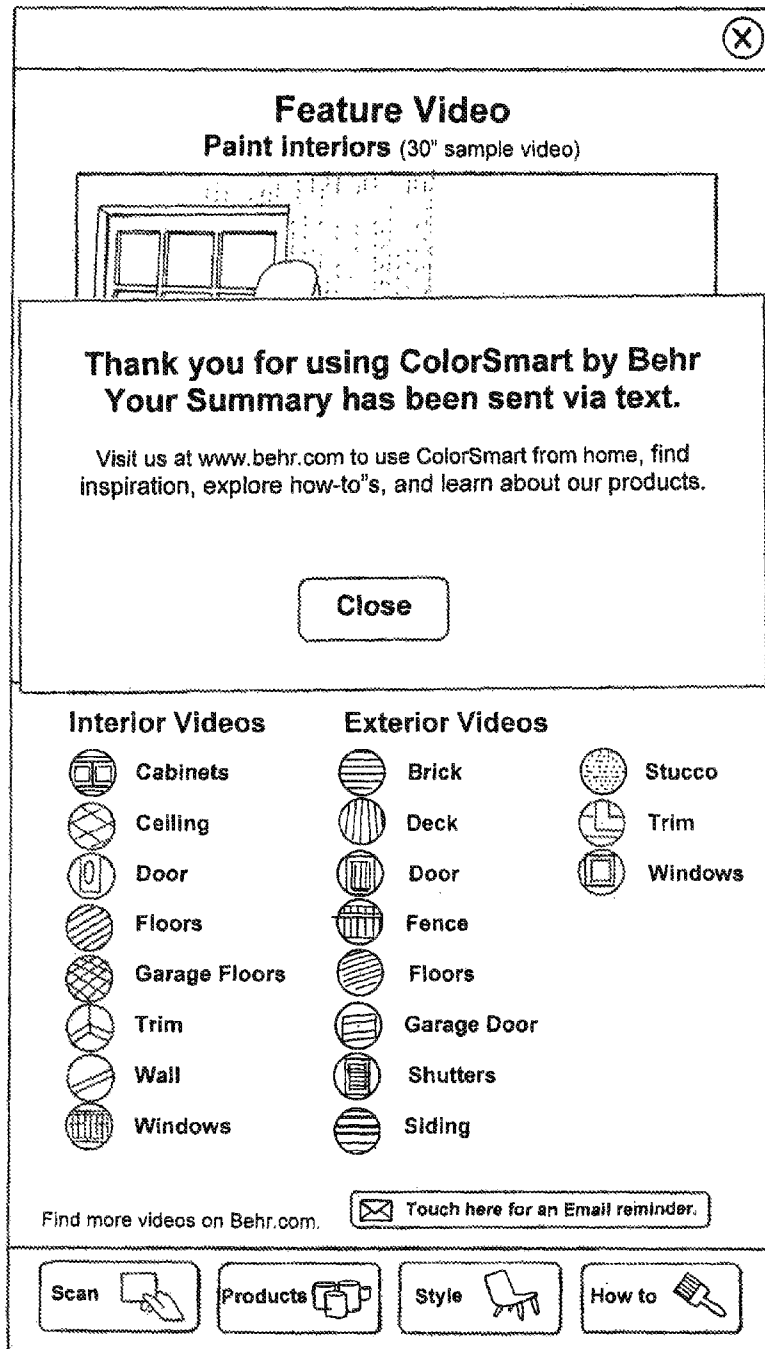 Feature Video
Paint Interiors (30" sample video)
Thank you for using ColorSmart by Behr
Your Summary has been sent via text.
Visit us at www.behr.com to use ColorSmart from home, find
inspiration, explore how-to"s, and learn about our products.
Close
Interior Videos
Cabinets
Ceiling
Door
Floors
Garage Floors
Trim
Wall
Windows
Exterior Videos
Brick
Deck
Door
Fence
Floors
Garage Door
Shutters
Siding
Stucco
Trim
Windows
Find more videos on Behr.com.
Touch here for an Email reminder.
Scan
Products
Style
How to